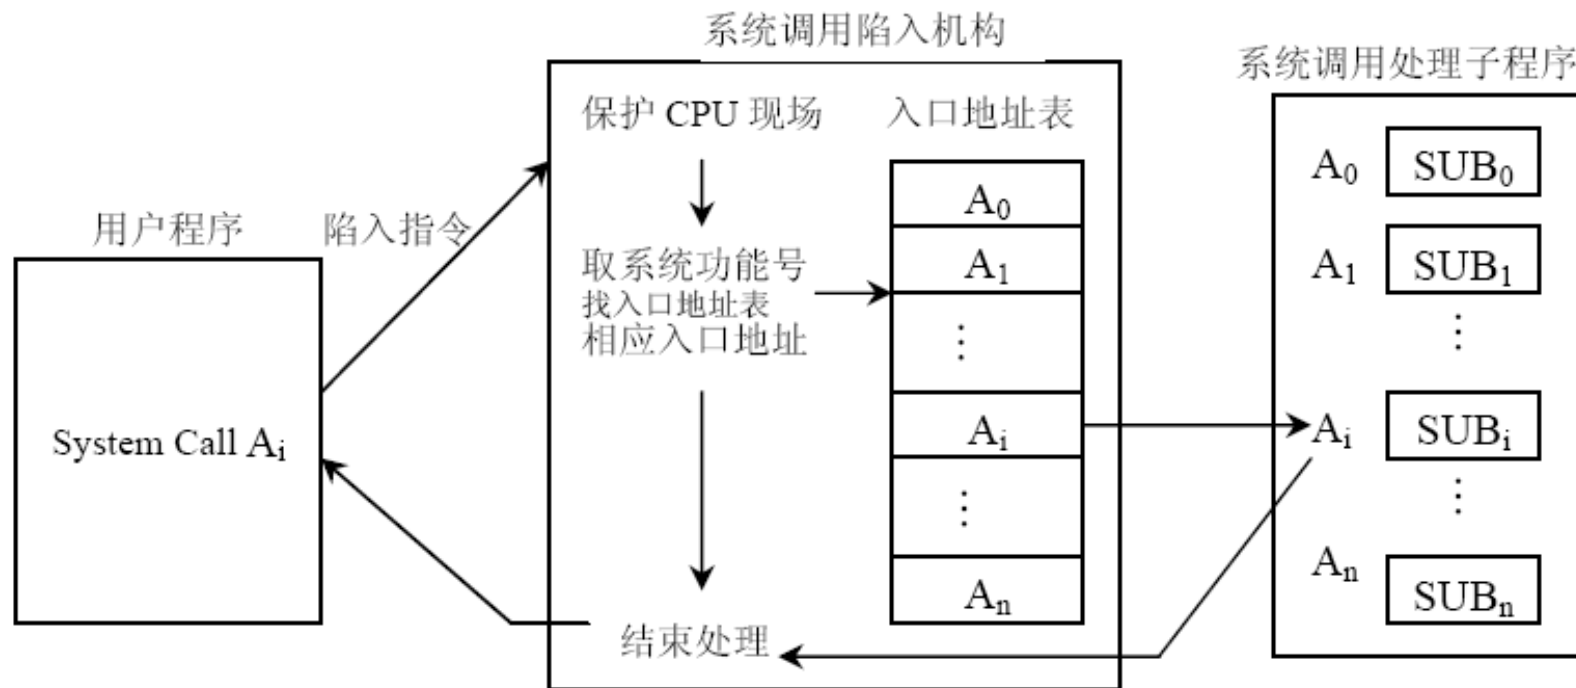 系统调用陷入机构
系统调用处理子程序
用户程序
陷入指令
System Call Aᵢ
保护 CPU 现场
取系统功能号
找入口地址表
相应入口地址
结束处理
入口地址表
A₀
A₁
⋮
Aᵢ
⋮
Aₙ
A₀ SUB₀
A₁ SUB₁
⋮
Aᵢ SUBᵢ
⋮
Aₙ SUBₙ